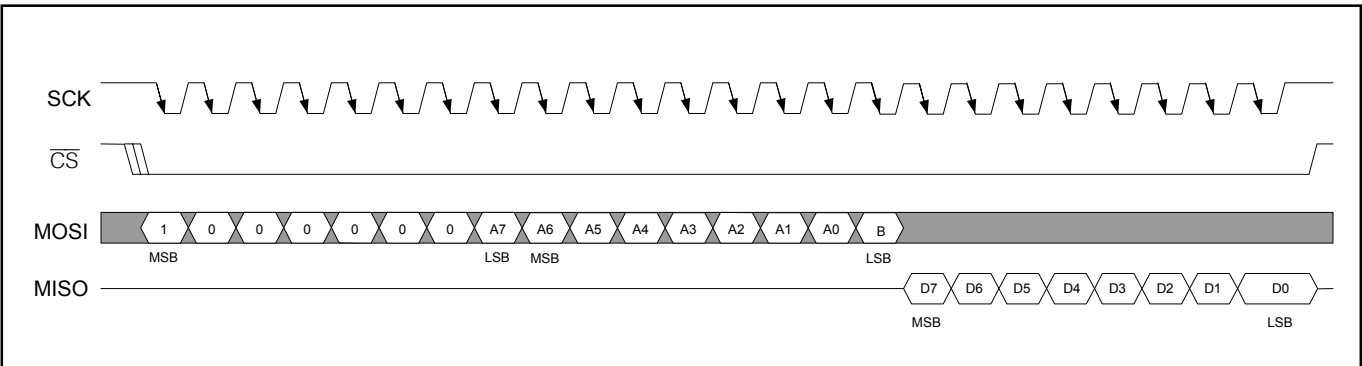 SCK
CS
MOSI 1 0 0 0 0 0 0 A7 A6 A5 A4 A3 A2 A1 A0 B
MSB LSB MSB LSB
MISO D7 D6 D5 D4 D3 D2 D1 D0
MSB LSB